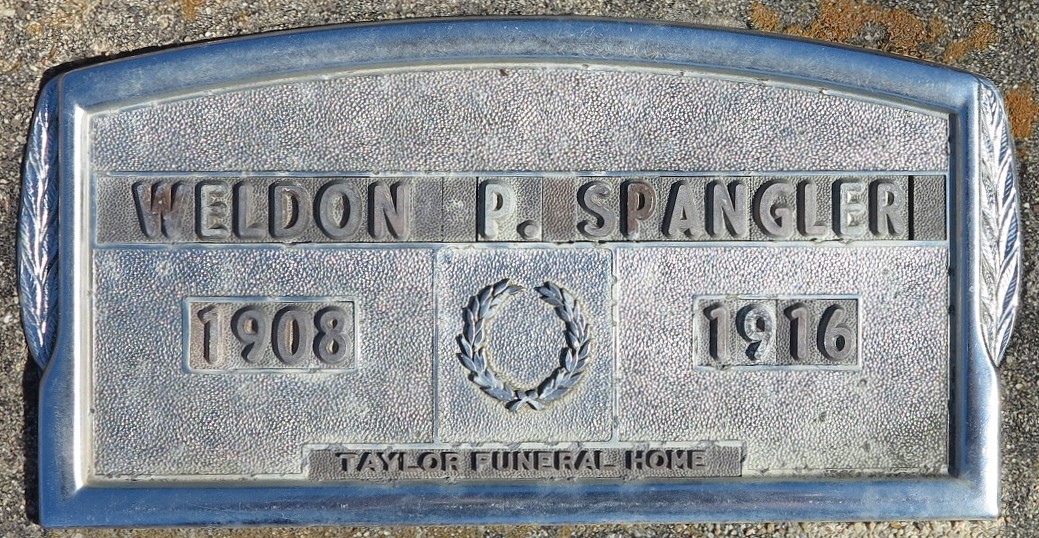 WELDON P. SPANGLER
1908 1916
TAYLOR FUNERAL HOME